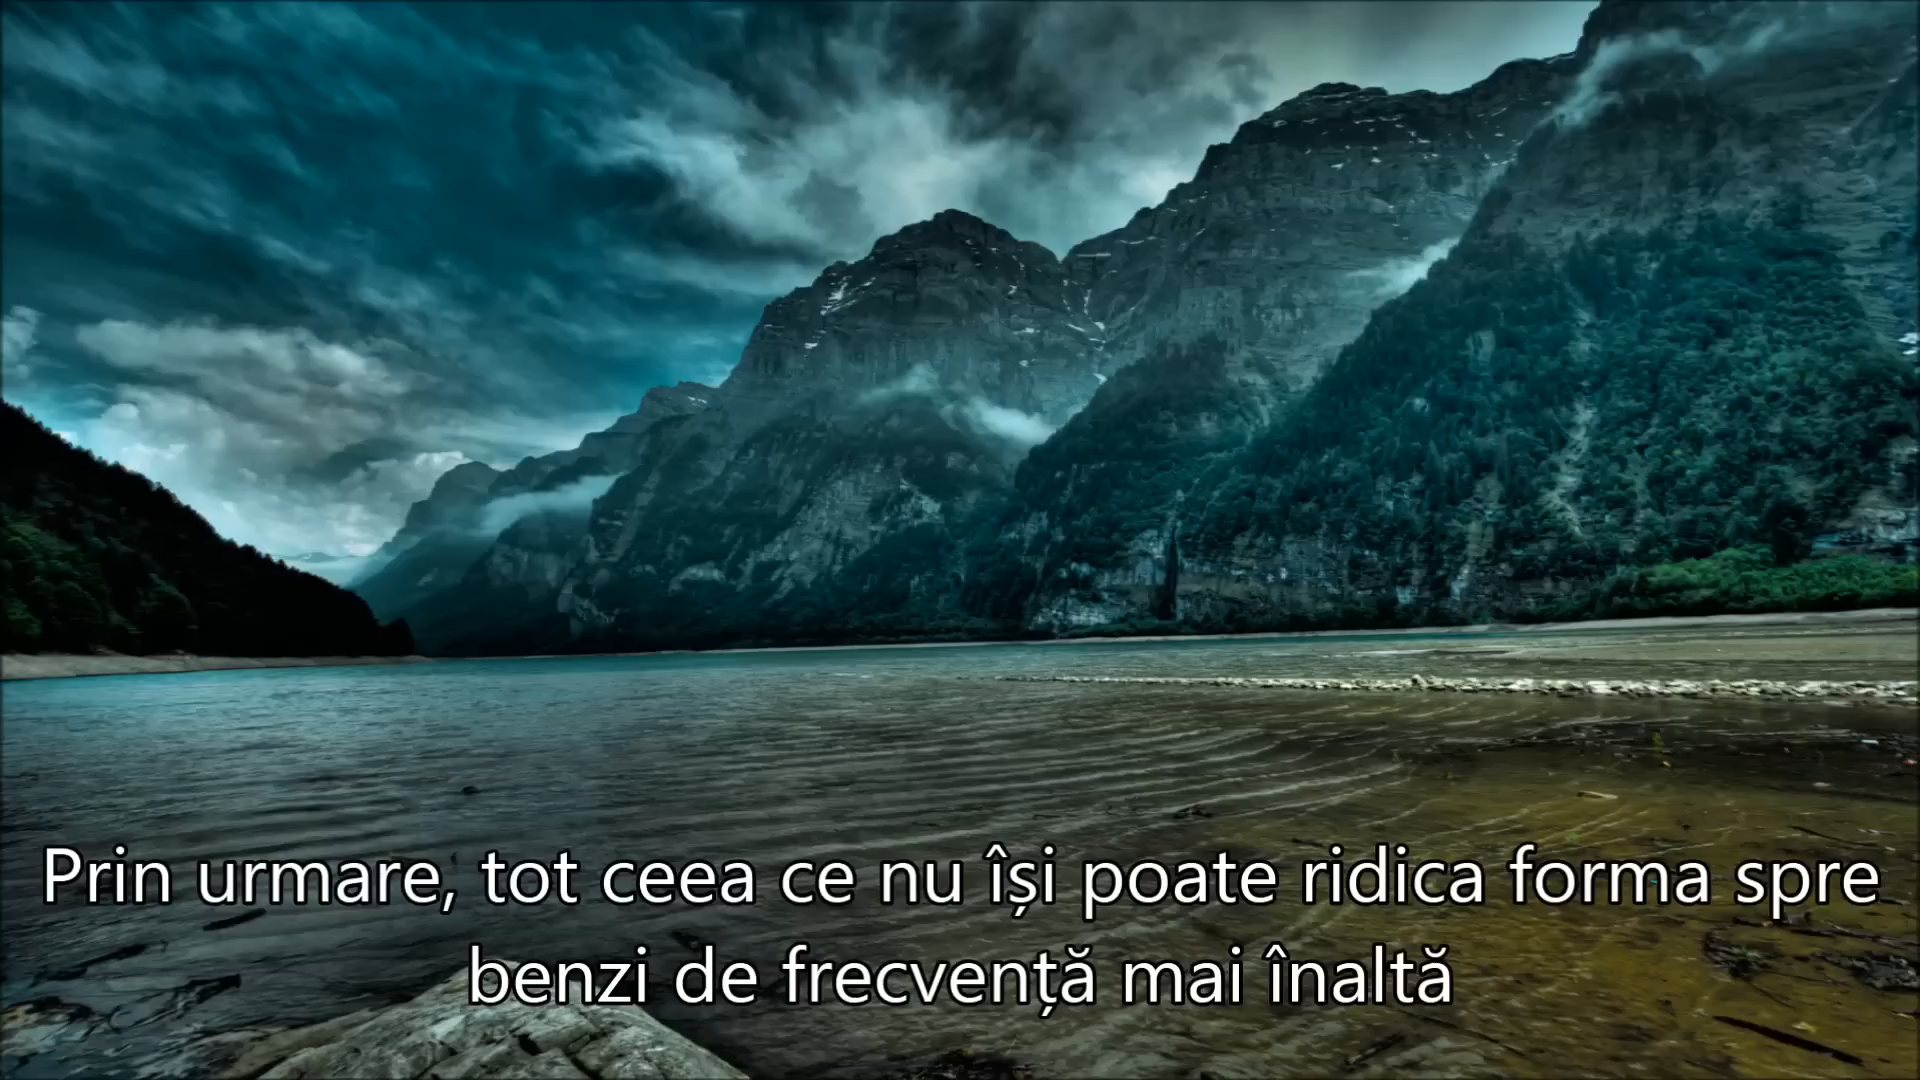 Prin urmare, tot ceea ce nu își poate ridica forma spre
benzi de frecvență mai înaltă